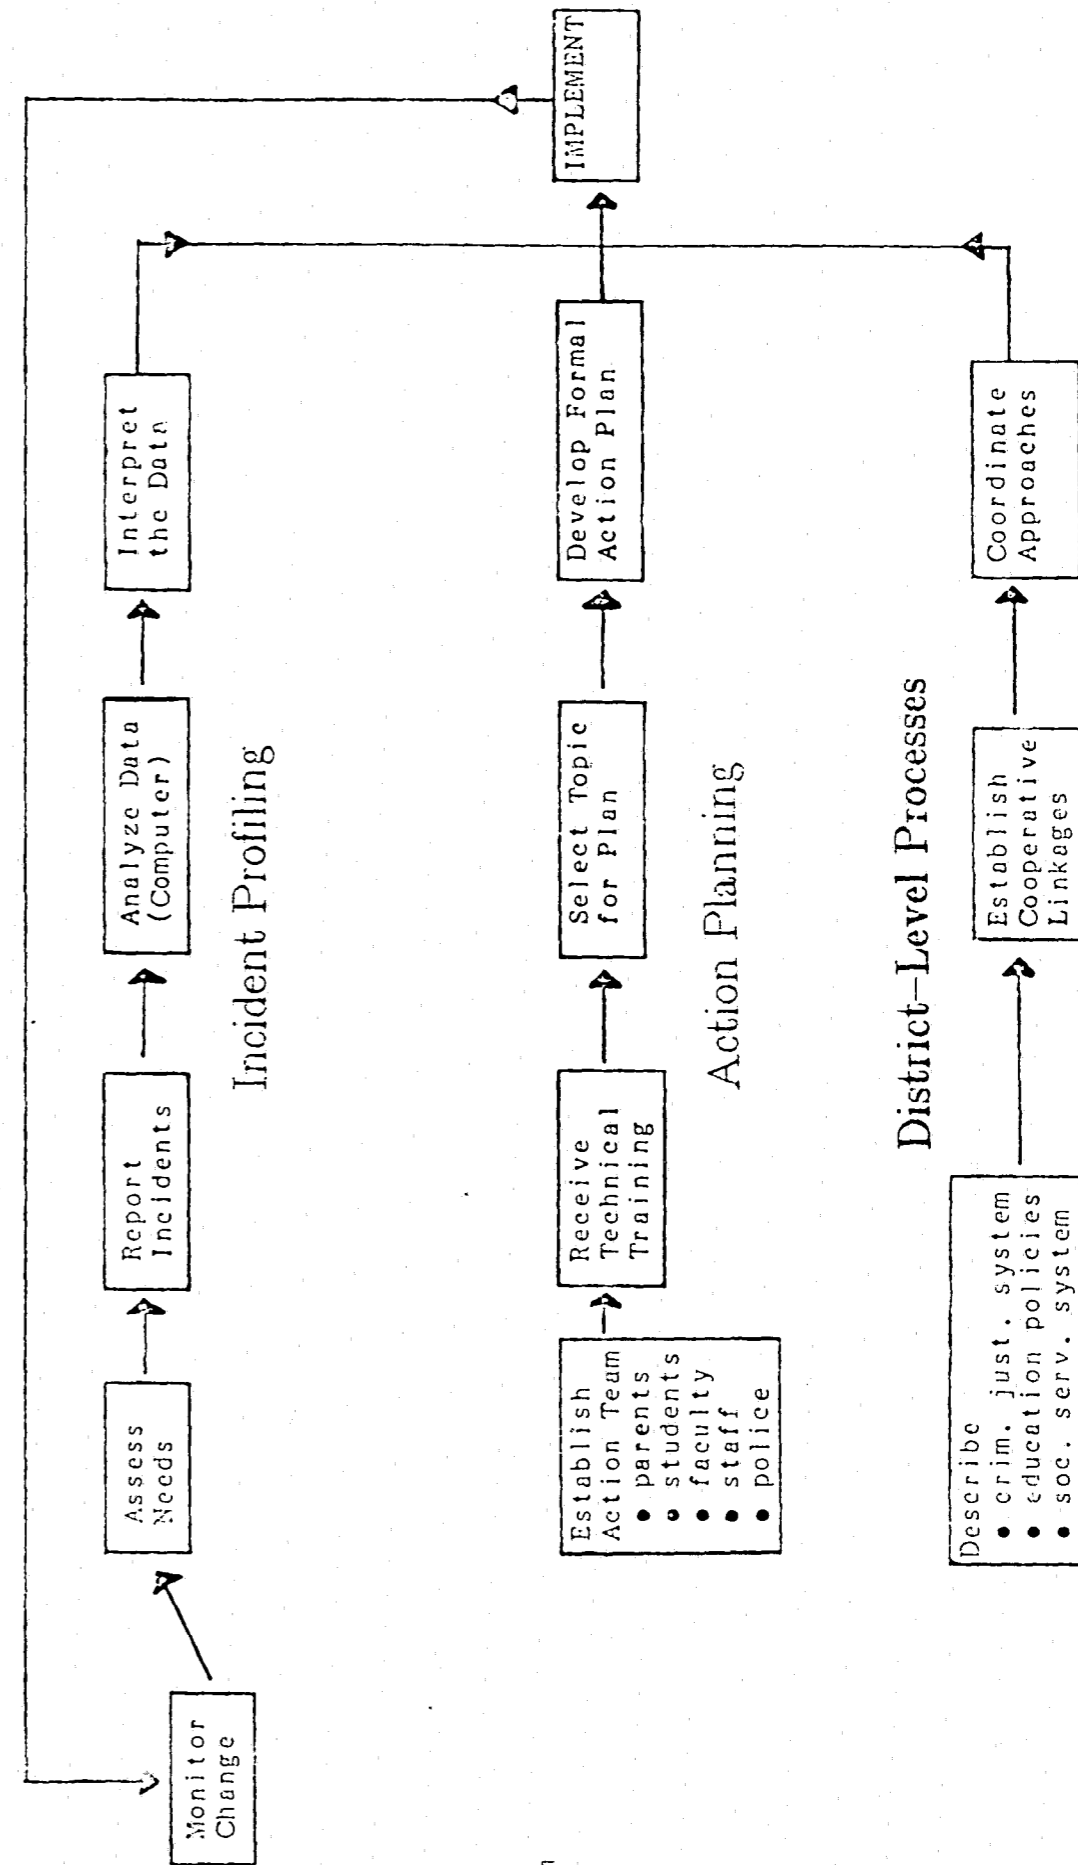 Monitor
Change
Assess
Needs
Report
Incidents
Analyze Data
(Computer)
Interpret
the Data
Incident Profiling
Establish
Action Team
• parents
• students
• faculty
• staff
• police
Receive
Technical
Training
Select Topic
for Plan
Develop Formal
Action Plan
IMPLEMENT
Action Planning
District-Level Processes
Describe
• crim. just. system
• education policies
• soc. serv. system
Establish
Cooperative
Linkages
Coordinate
Approaches